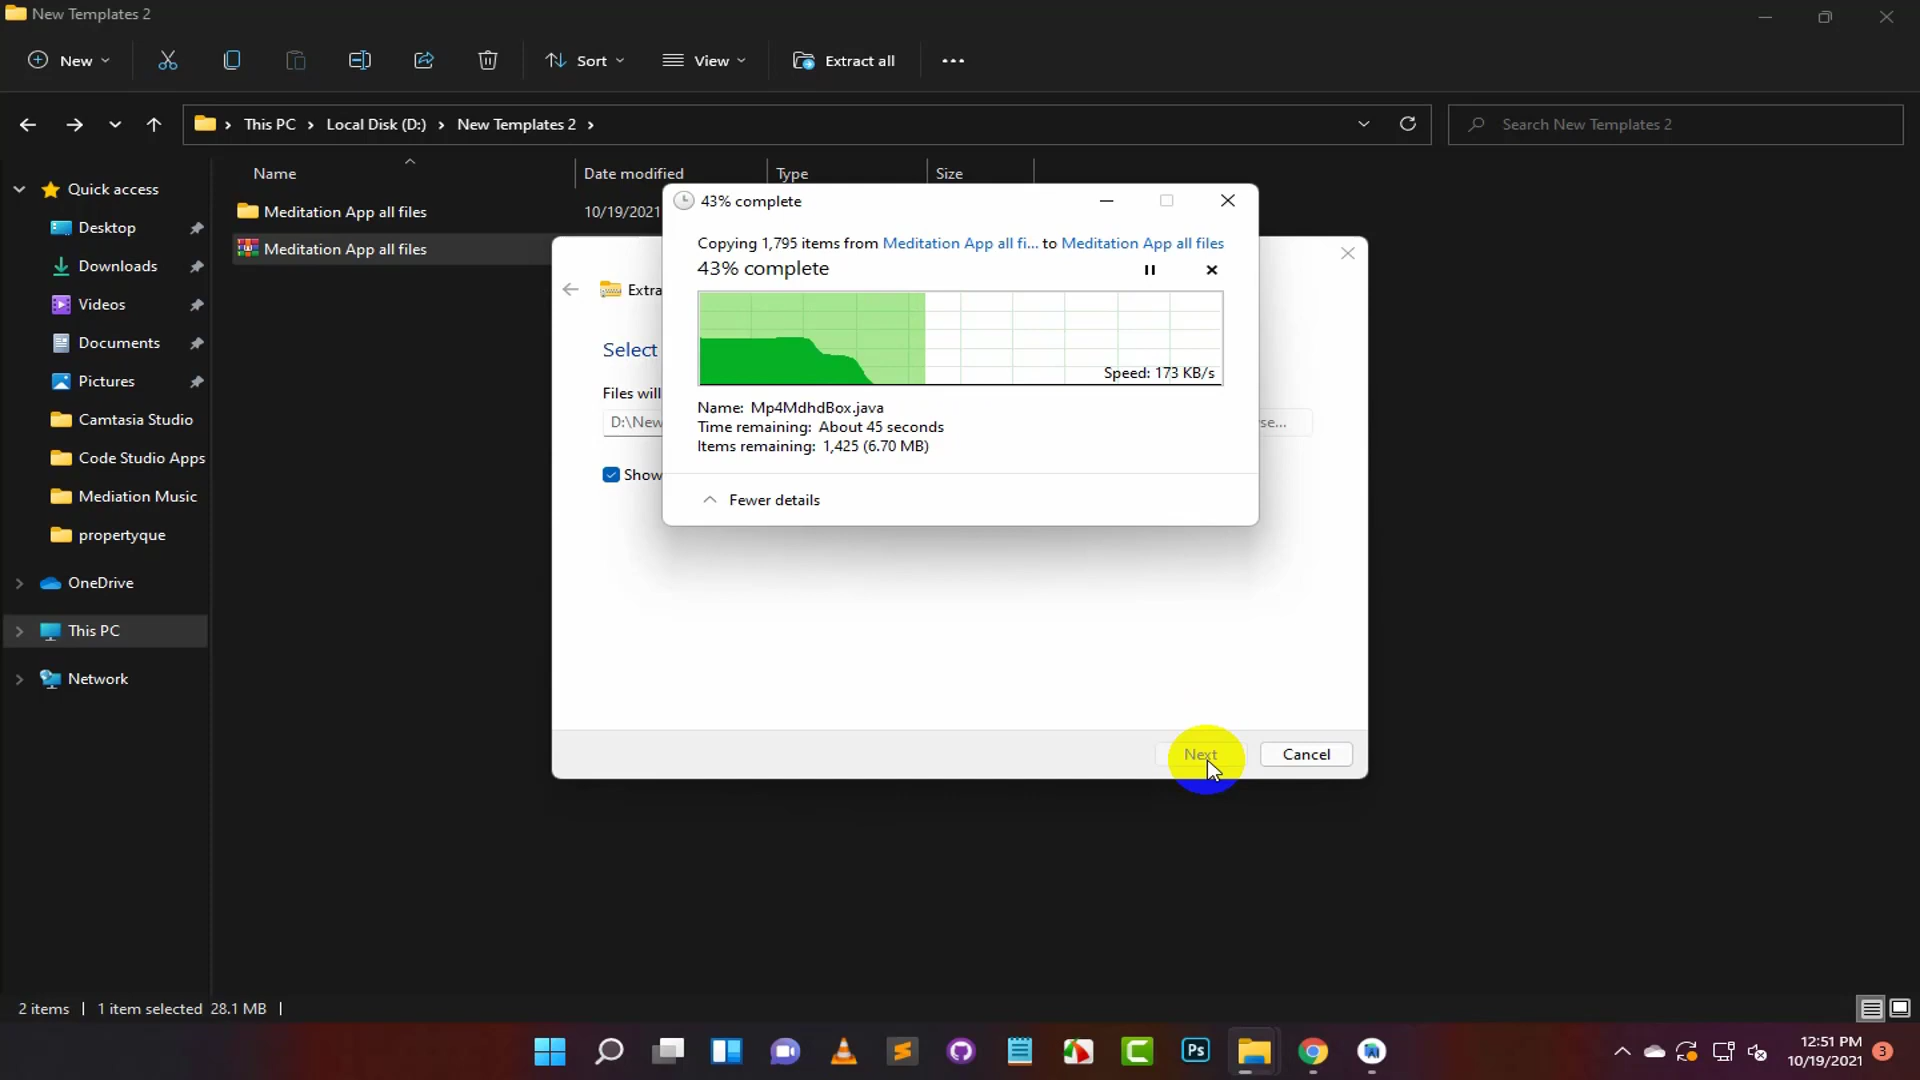 New Templates 2
New
Sort
View
Extract all
This PC
Local Disk (D:)
New Templates 2
Search New Templates 2
Name
Date modified
Type
Size
Quick access
Desktop
Downloads
Videos
Documents
Pictures
Camtasia Studio
Code Studio Apps
Mediation Music
propertyque
OneDrive
This PC
Network
Meditation App all files
10/19/2021
Meditation App all files
43% complete
Copying 1,795 items from Meditation App all fi... to Meditation App all files
43% complete
Speed: 173 KB/s
Name: Mp4MdhdBox.java
Time remaining: About 45 seconds
Items remaining: 1,425 (6.70 MB)
Fewer details
Extra
Select
Files will
D:\New
se...
Show
Next
Cancel
2 items
1 item selected 28.1 MB
Ps
12:51 PM
10/19/2021
3